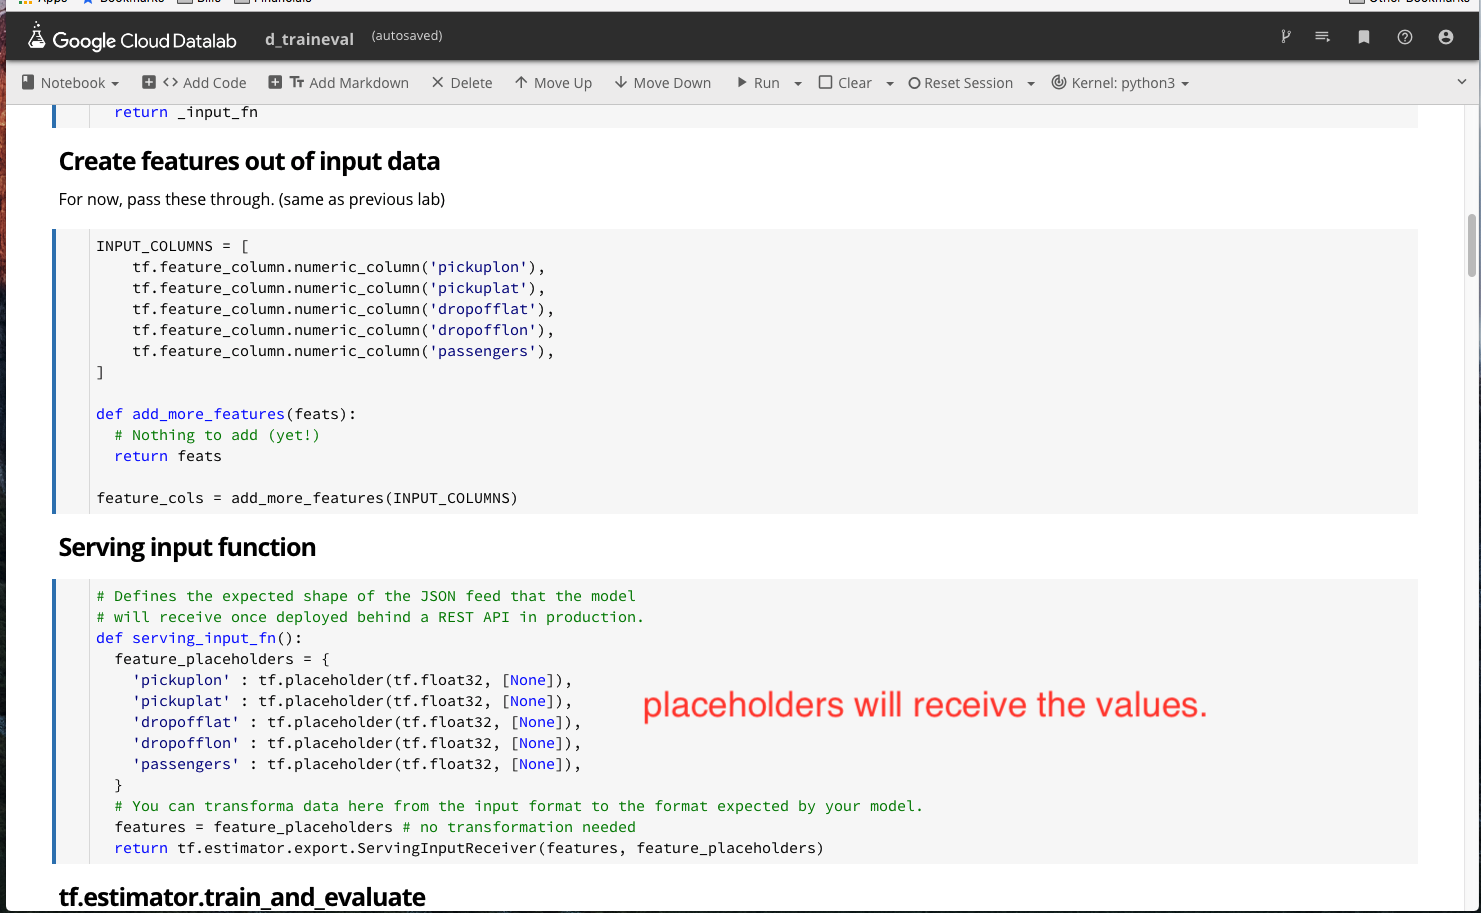 Apps Bookmarks Bills Financials Other Bookmarks
Google Cloud Datalab d_traineval (autosaved)
Notebook Add Code Add Markdown Delete Move Up Move Down Run Clear Reset Session Kernel: python3
return _input_fn
Create features out of input data
For now, pass these through. (same as previous lab)
INPUT_COLUMNS = [
    tf.feature_column.numeric_column('pickuplon'),
    tf.feature_column.numeric_column('pickuplat'),
    tf.feature_column.numeric_column('dropofflat'),
    tf.feature_column.numeric_column('dropofflon'),
    tf.feature_column.numeric_column('passengers'),
]
def add_more_features(feats):
  # Nothing to add (yet!)
  return feats
feature_cols = add_more_features(INPUT_COLUMNS)
Serving input function
# Defines the expected shape of the JSON feed that the model
# will receive once deployed behind a REST API in production.
def serving_input_fn():
  feature_placeholders = {
    'pickuplon' : tf.placeholder(tf.float32, [None]),
    'pickuplat' : tf.placeholder(tf.float32, [None]),
    'dropofflat' : tf.placeholder(tf.float32, [None]),
    'dropofflon' : tf.placeholder(tf.float32, [None]),
    'passengers' : tf.placeholder(tf.float32, [None]),
  }
placeholders will receive the values.
  # You can transforma data here from the input format to the format expected by your model.
  features = feature_placeholders # no transformation needed
  return tf.estimator.export.ServingInputReceiver(features, feature_placeholders)
tf.estimator.train_and_evaluate